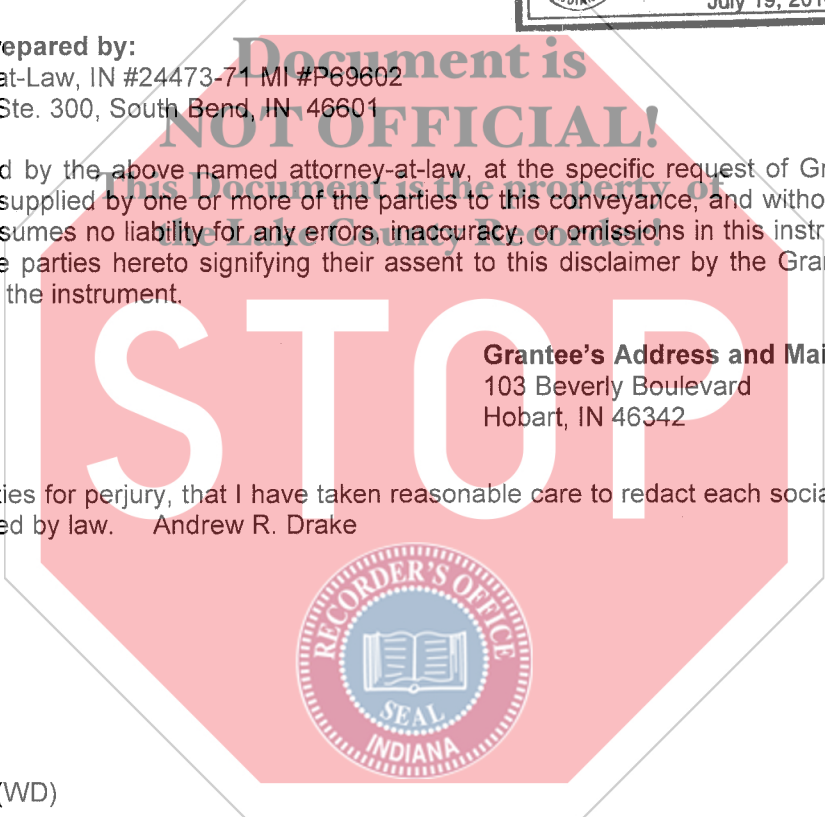 July 19, 201
epared by:
at-Law, IN #24473-71 MI #P69602
Ste. 300, South Bend, IN 46601
Document is
NOT OFFICIAL!
d by the above named attorney-at-law, at the specific request of Gr
This Document is the property of
supplied by one or more of the parties to this conveyance, and witho
sumes no liability for any errors, inaccuracy, or omissions in this instr
the Lake County Recorder!
e parties hereto signifying their assent to this disclaimer by the Gra
the instrument.
STOP
Grantee's Address and Mai
103 Beverly Boulevard
Hobart, IN 46342
ties for perjury, that I have taken reasonable care to redact each socia
ed by law. Andrew R. Drake
RECORDER'S OFFICE
SEAL
INDIANA
(WD)